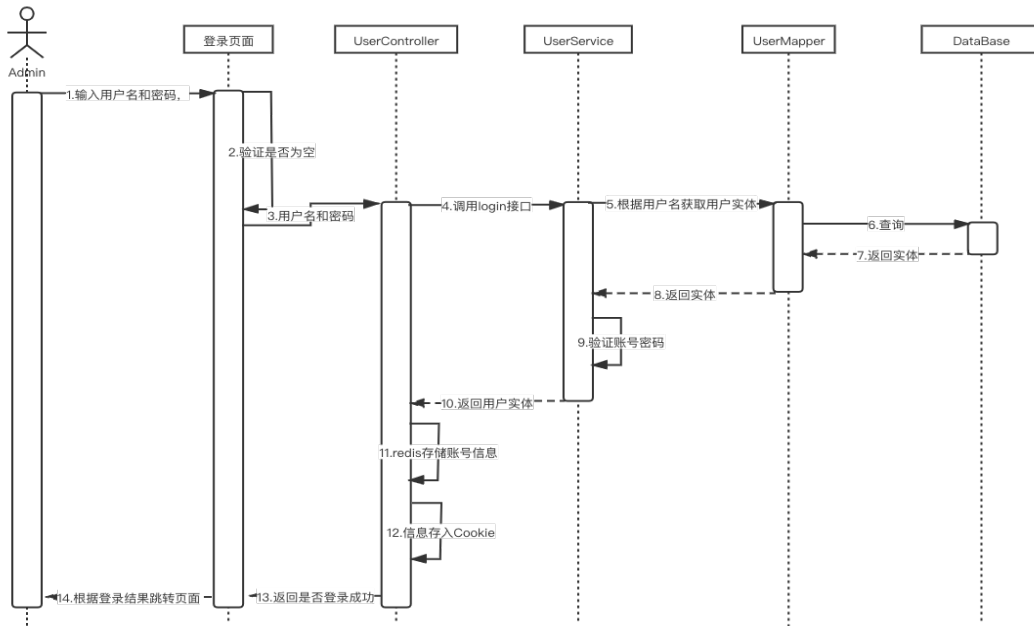 登录页面
UserController
UserService
UserMapper
DataBase
Admin
1.输入用户名和密码,
2.验证是否为空
3.用户名和密码
4.调用login接口
5.根据用户名获取用户实体
6.查询
7.返回实体
8.返回实体
9.验证账号密码
10.返回用户实体
11.redis存储账号信息
12.信息存入Cookie
13.返回是否登录成功
14.根据登录结果跳转页面